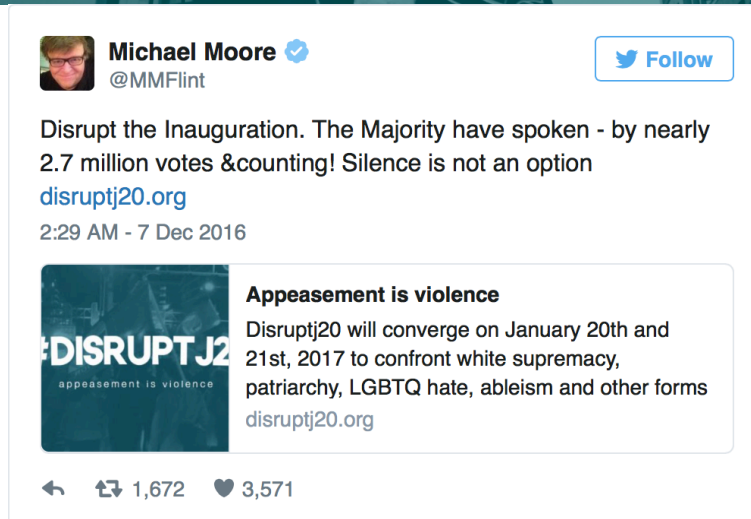 Michael Moore
Follow
@MMFlint
Disrupt the Inauguration. The Majority have spoken - by nearly
2.7 million votes &counting! Silence is not an option
disruptj20.org
2:29 AM - 7 Dec 2016
#DISRUPTJ2
appeasement is violence
Appeasement is violence
Disruptj20 will converge on January 20th and
21st, 2017 to confront white supremacy,
patriarchy, LGBTQ hate, ableism and other forms
disruptj20.org
1,672
3,571